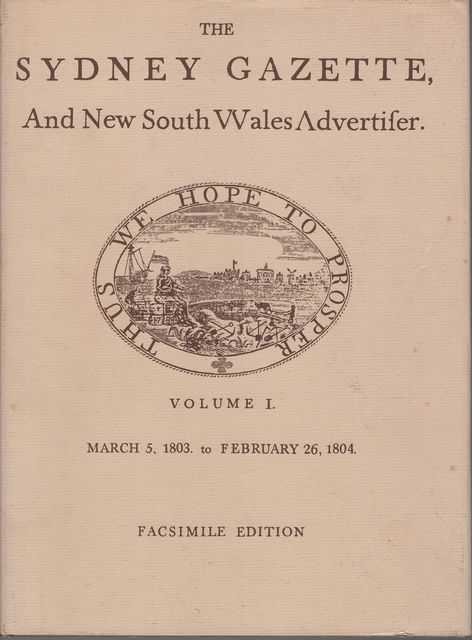 THE
SYDNEY GAZETTE,
And New South Wales Advertiſer.
THUS WE HOPE TO PROSPER
VOLUME I.
MARCH 5, 1803. to FEBRUARY 26, 1804.
FACSIMILE EDITION